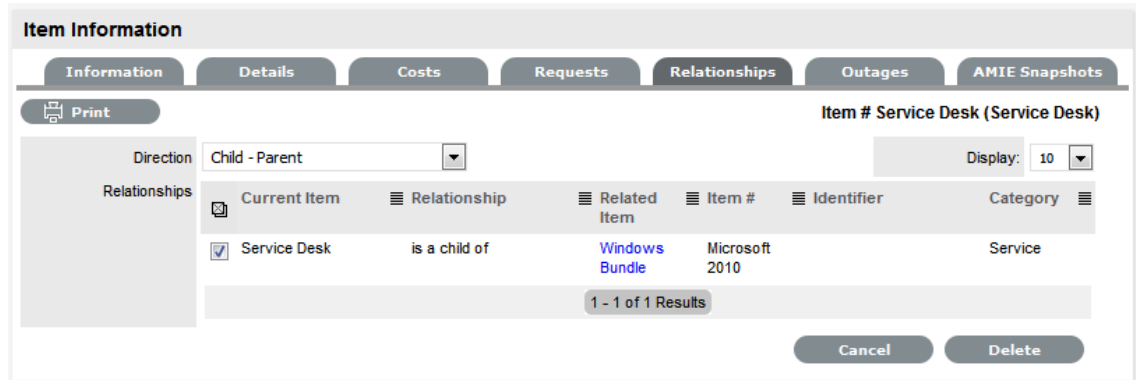 Item Information
Information Details Costs Requests Relationships Outages AMIE Snapshots
Print Item # Service Desk (Service Desk)
Direction Child - Parent Display: 10
Relationships Current Item Relationship Related Item # Identifier Category
Item
Service Desk is a child of Windows Microsoft Service
Bundle 2010
1 - 1 of 1 Results
Cancel Delete